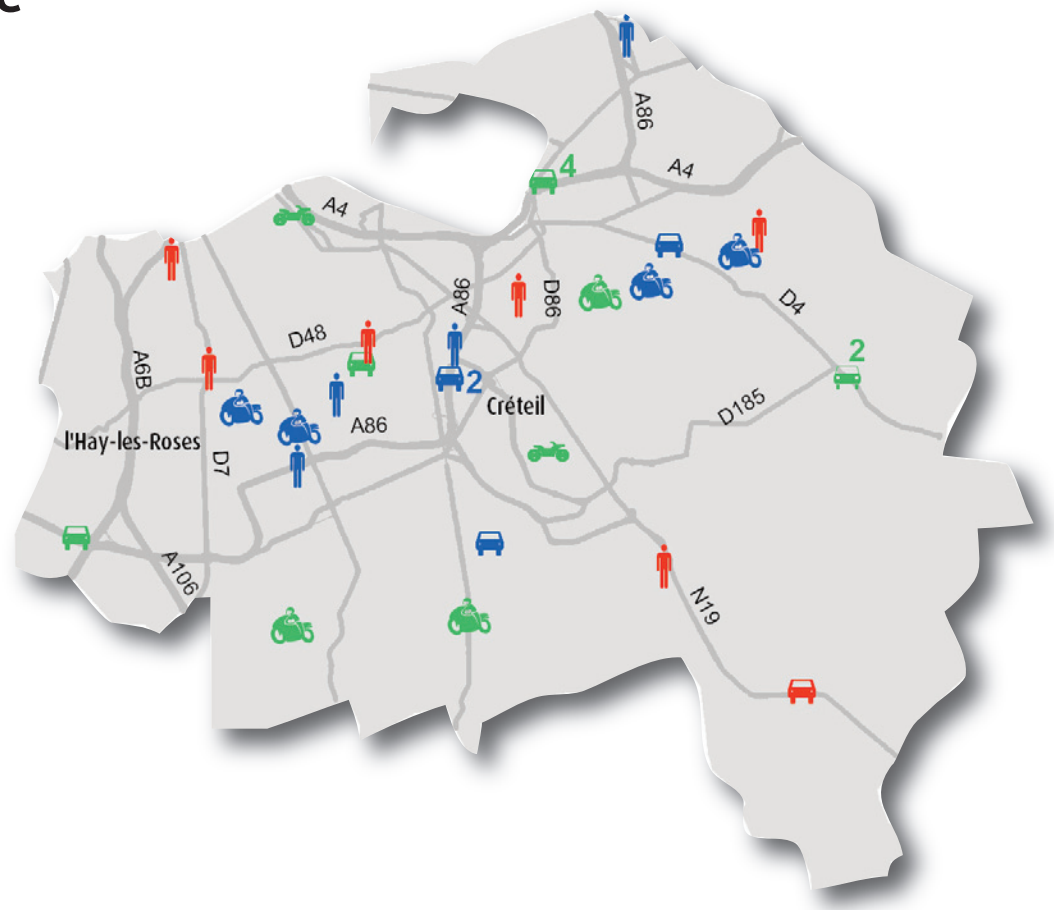 A86
4
A4
A4
D4
A86
D86
D48
2
A6B
2
Créteil
D185
A86
l'Hay-les-Roses
D7
A106
N19